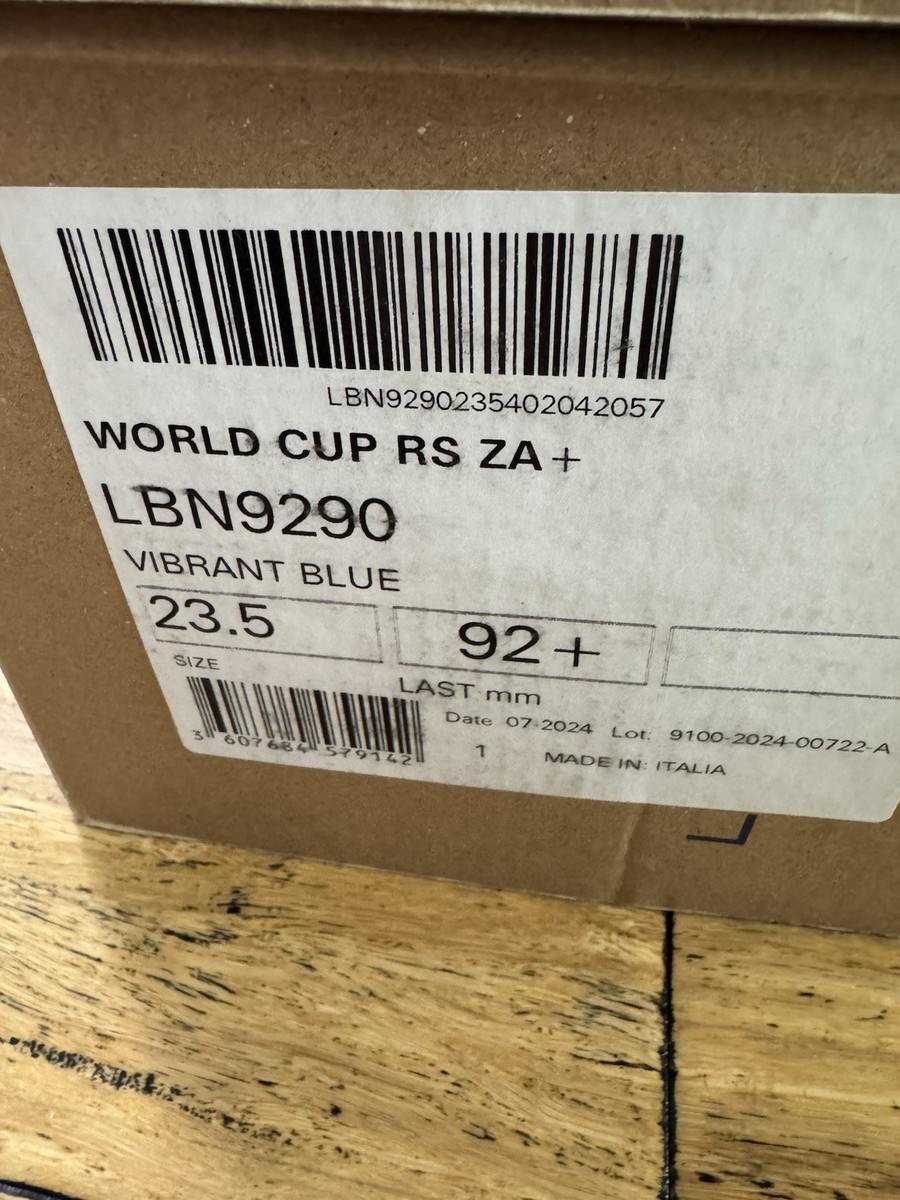 LBN9290235402042057
WORLD CUP RS ZA+
LBN9290
VIBRANT BLUE
23.5 92+
SIZE LAST mm
Date 07-2024 Lot: 9100-2024-00722-A
3 607684 579142 1 MADE IN: ITALIA